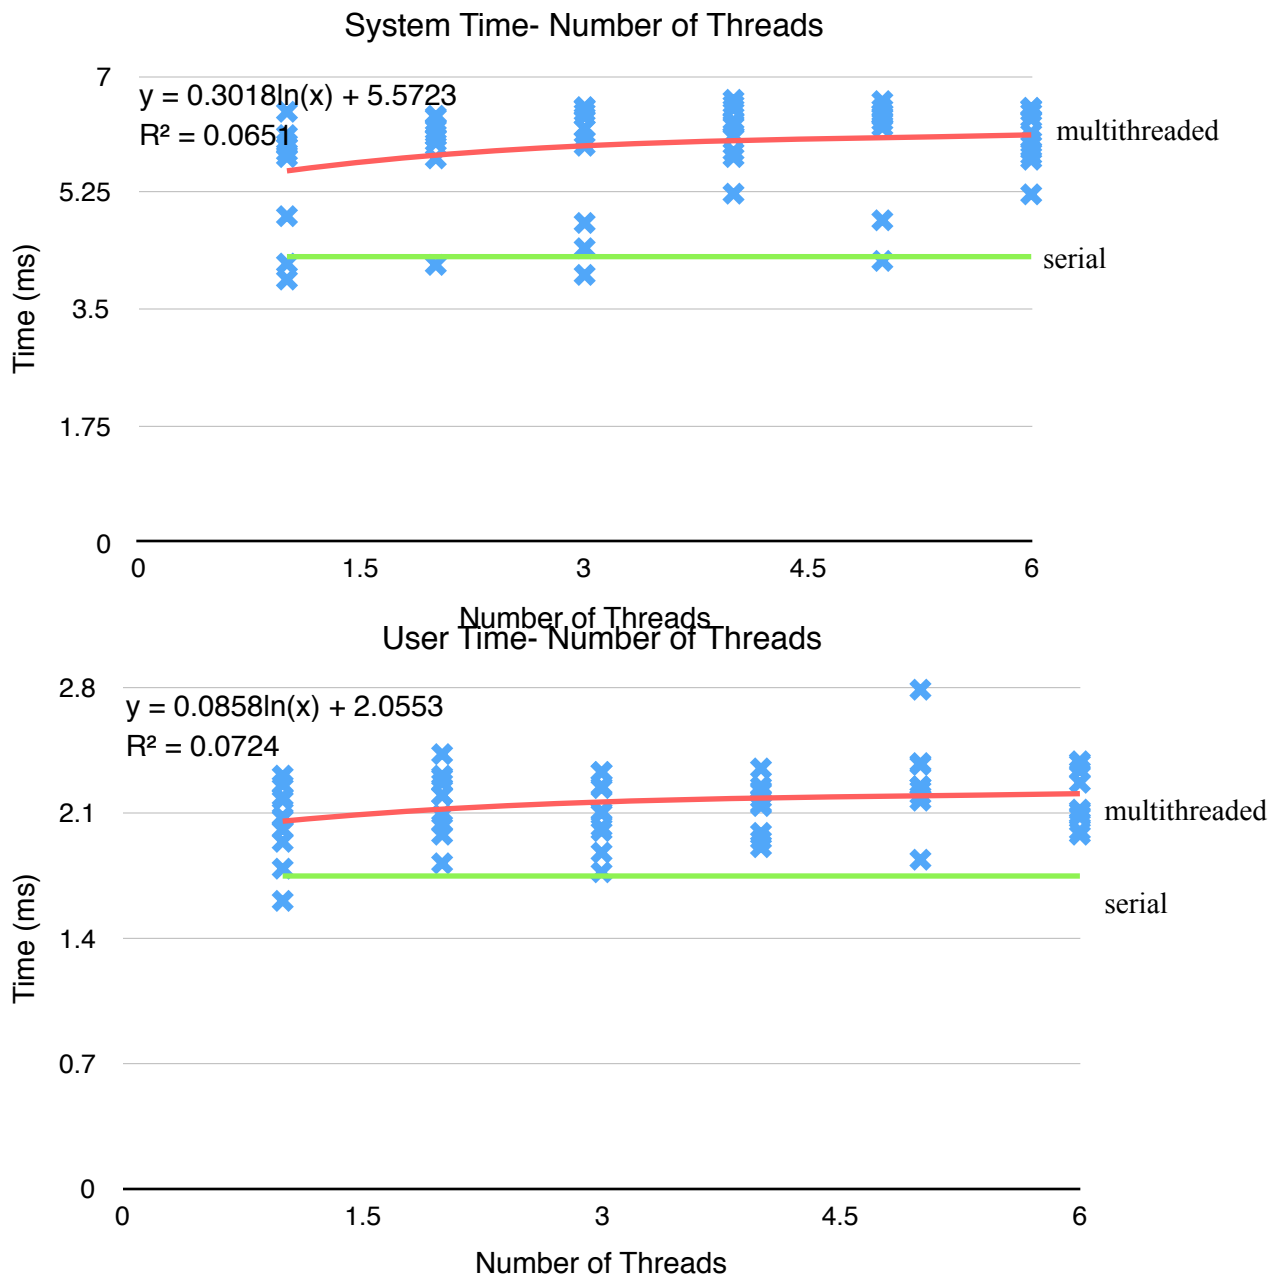 System Time- Number of Threads
7
y = 0.3018ln(x) + 5.5723
R² = 0.0651
multithreaded
5.25
serial
3.5
Time (ms)
1.75
0
0 1.5 3 4.5 6
Number of Threads
User Time- Number of Threads
2.8
y = 0.0858ln(x) + 2.0553
R² = 0.0724
2.1
multithreaded
serial
1.4
Time (ms)
0.7
0
0 1.5 3 4.5 6
Number of Threads